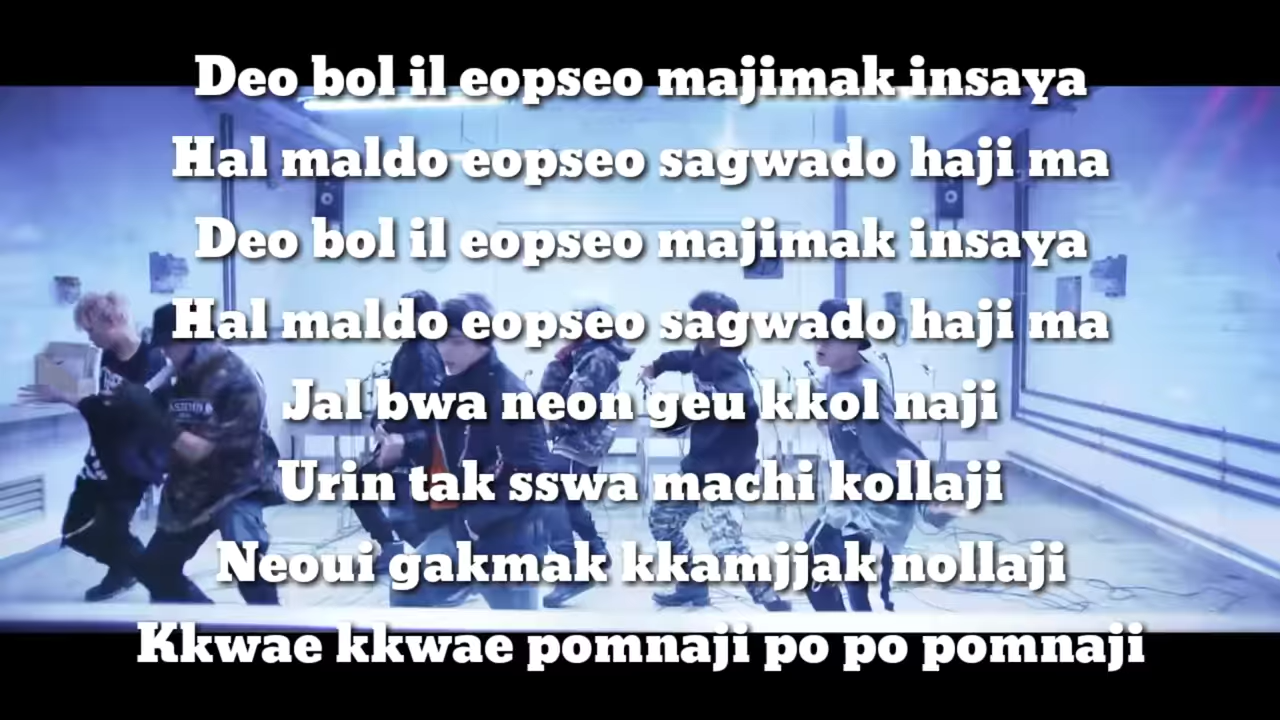 Deo bol il eopseo majimak insaya
Hal maldo eopseo sagwado haji ma
Deo bol il eopseo majimak insaya
Hal maldo eopseo sagwado haji ma
Jal bwa neon geu kkol naji
Urin tak sswa machi kollaji
Neoui gakmak kkamjjak nollaji
Kkwae kkwae pomnaji po po pomnaji